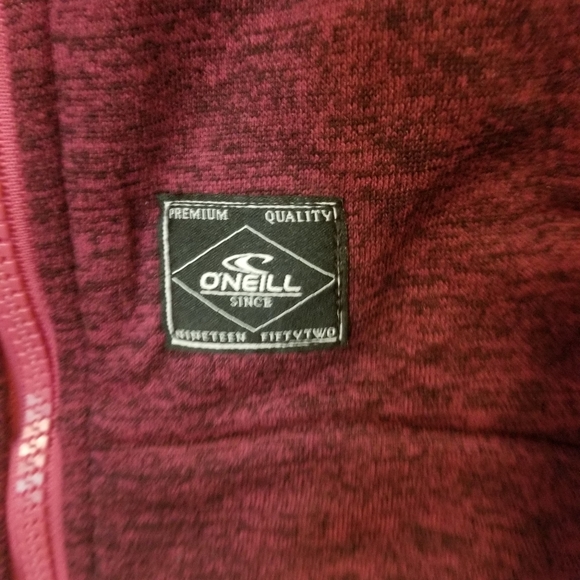 PREMIUM QUALITY
O'NEILL
SINCE
NINETEEN FIFTYTWO